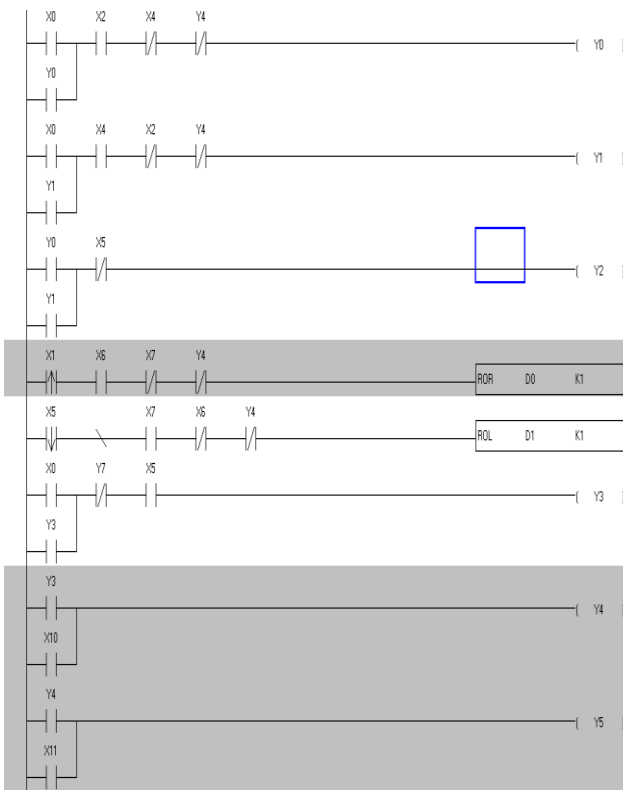 X0 X2 X4 Y4
Y0
Y0
X0 X4 X2 Y4
Y1
Y1
Y0 X5
Y2
Y1
X1 X6 X7 Y4
ROR D0 K1
X5 X7 X6 Y4
ROL D1 K1
X0 Y7 X5
Y3
Y3
Y3
Y4
X10
Y4
Y5
X11